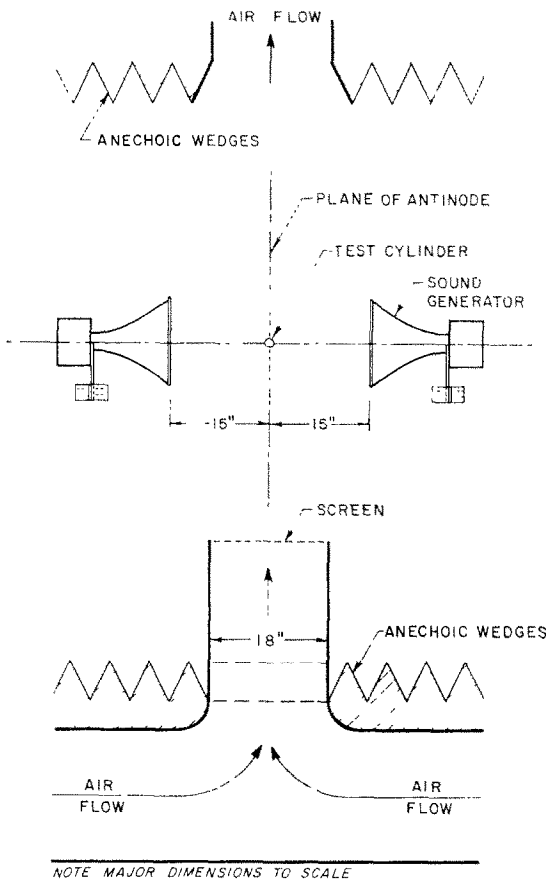 AIR FLOW
ANECHOIC WEDGES
PLANE OF ANTINODE
TEST CYLINDER
SOUND
GENERATOR
15"
15"
SCREEN
18"
ANECHOIC WEDGES
AIR
FLOW
AIR
FLOW
NOTE MAJOR DIMENSIONS TO SCALE